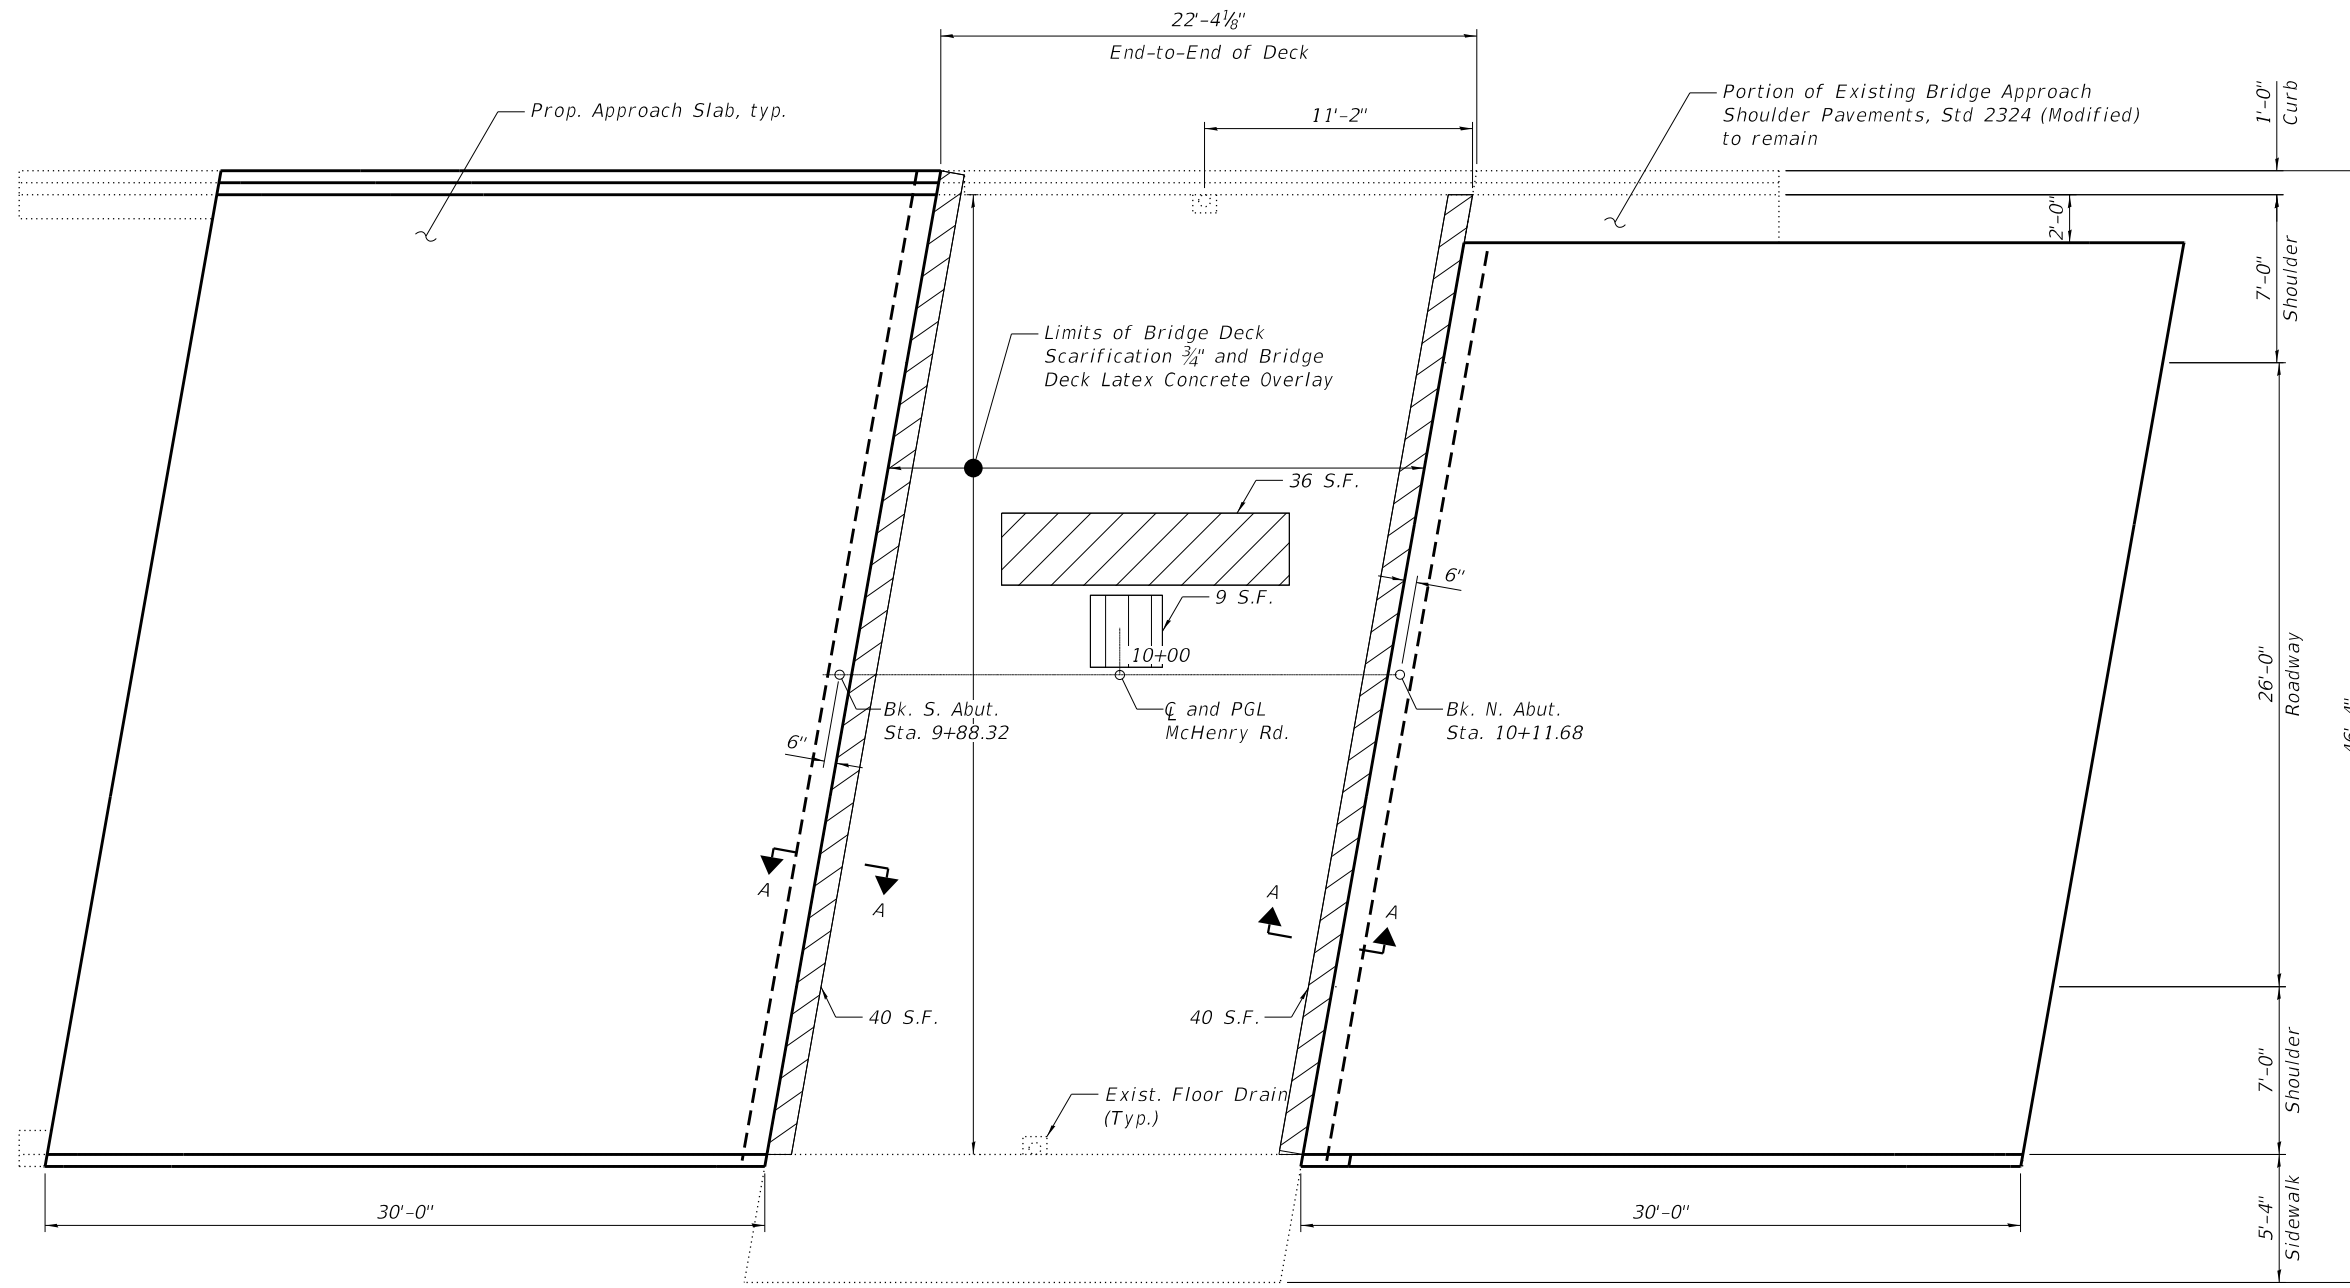 22'-4⅛"
End-to-End of Deck
Prop. Approach Slab, typ.
11'-2"
Portion of Existing Bridge Approach
Shoulder Pavements, Std 2324 (Modified)
to remain
1'-0"
Curb
2'-0"
7'-0"
Shoulder
Limits of Bridge Deck
Scarification ¾" and Bridge
Deck Latex Concrete Overlay
36 S.F.
6"
9 S.F.
10+00
26'-0"
Roadway
Bk. S. Abut.
Sta. 9+88.32
℄ and PGL
McHenry Rd.
Bk. N. Abut.
Sta. 10+11.68
6"
A
A
A
A
40 S.F.
40 S.F.
Exist. Floor Drain
(Typ.)
7'-0"
Shoulder
30'-0"
30'-0"
5'-4"
Sidewalk